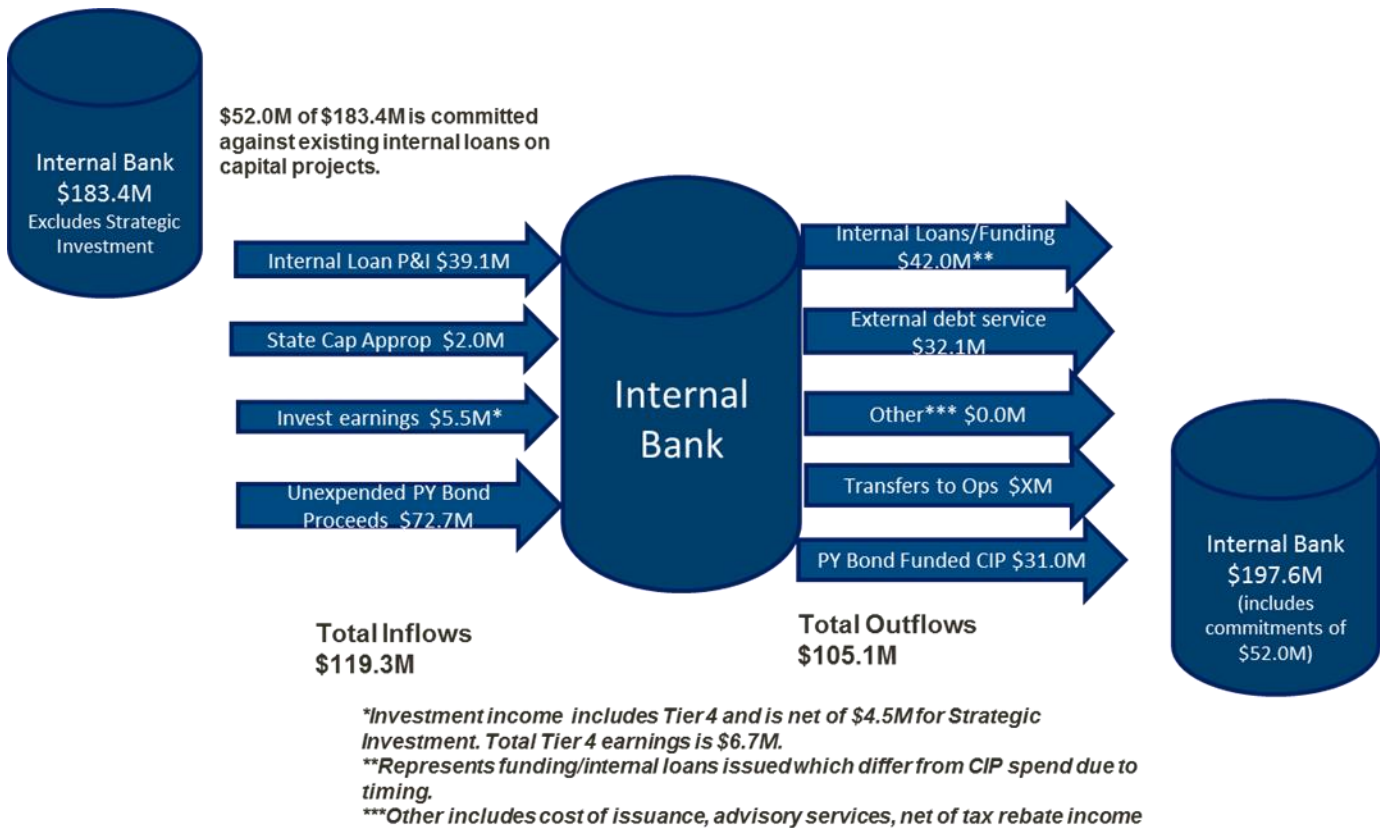 Internal Bank
$183.4M
Excludes Strategic
Investment
$52.0M of $183.4M is committed
against existing internal loans on
capital projects.
Internal Loan P&I $39.1M
State Cap Approp $2.0M
Invest earnings $5.5M*
Unexpended PY Bond
Proceeds $72.7M
Internal
Bank
Internal Loans/Funding
$42.0M**
External debt service
$32.1M
Other*** $0.0M
Transfers to Ops $XM
PY Bond Funded CIP $31.0M
Internal Bank
$197.6M
(includes
commitments of
$52.0M)
Total Inflows
$119.3M
Total Outflows
$105.1M
*Investment income includes Tier 4 and is net of $4.5M for Strategic
Investment. Total Tier 4 earnings is $6.7M.
**Represents funding/internal loans issued which differ from CIP spend due to
timing.
***Other includes cost of issuance, advisory services, net of tax rebate income